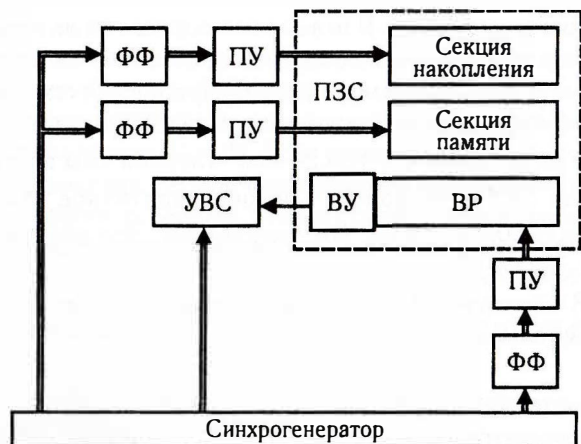 ФФ
ПУ
Секция
накопления
ПЗС
ФФ
ПУ
Секция
памяти
УВС
ВУ
ВР
ПУ
ФФ
Синхрогенератор